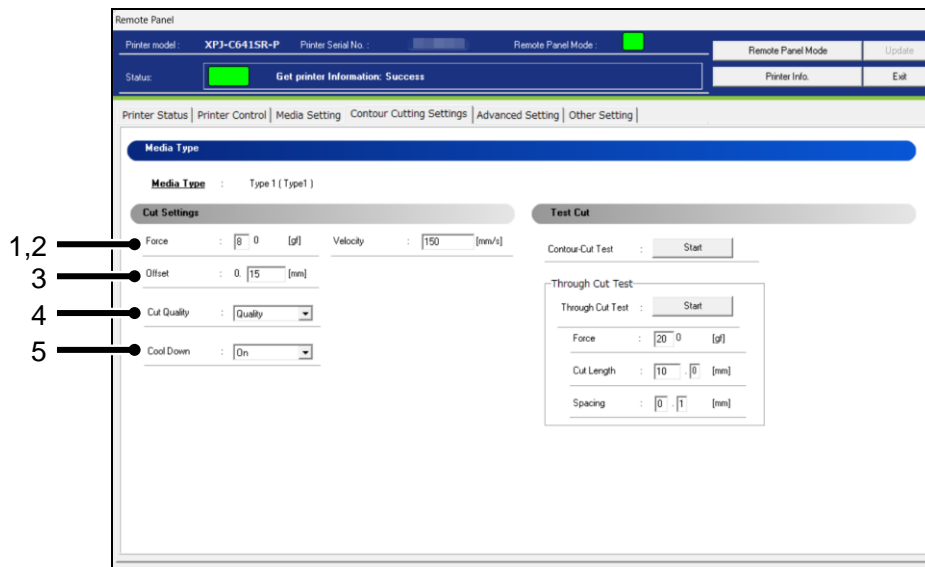 Remote Panel
Printer model : XPJ-C641SR-P Printer Serial No. : Remote Panel Mode : Remote Panel Mode Update
Status: Get printer Information: Success Printer Info. Exit
Printer Status Printer Control Media Setting Contour Cutting Settings Advanced Setting Other Setting
Media Type
Media Type : Type 1 ( Type1 )
Cut Settings
1,2 Force : 8 0 [gf] Velocity : 150 [mm/s]
3 Offset : 0. 15 [mm]
4 Cut Quality : Quality
5 Cool Down : On
Test Cut
Contour-Cut Test : Start
Through Cut Test
Through Cut Test : Start
Force : 20 0 [gf]
Cut Length : 10 . 0 [mm]
Spacing : 0 . 1 [mm]